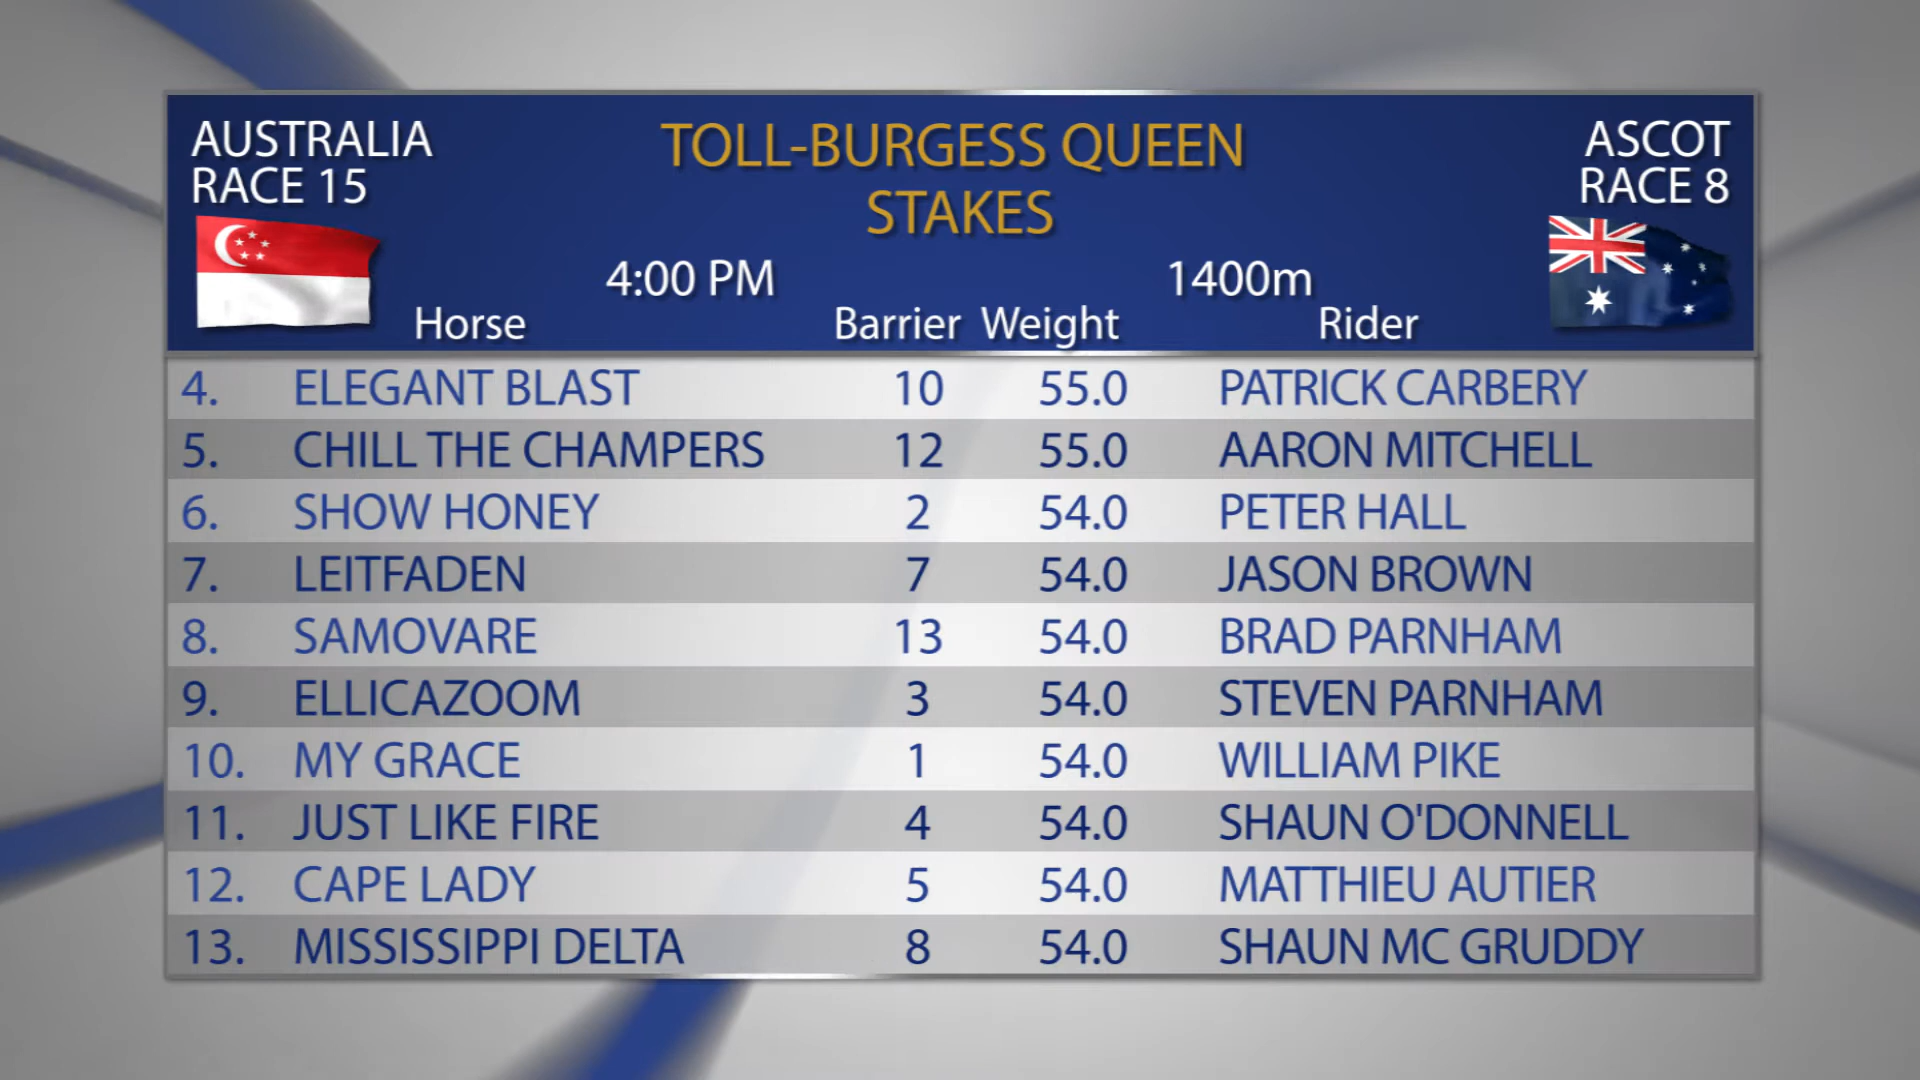 AUSTRALIA
RACE 15
TOLL-BURGESS QUEEN
STAKES
ASCOT
RACE 8
4:00 PM
1400m
Horse Barrier Weight Rider
4. ELEGANT BLAST 10 55.0 PATRICK CARBERY
5. CHILL THE CHAMPERS 12 55.0 AARON MITCHELL
6. SHOW HONEY 2 54.0 PETER HALL
7. LEITFADEN 7 54.0 JASON BROWN
8. SAMOVARE 13 54.0 BRAD PARNHAM
9. ELLICAZOOM 3 54.0 STEVEN PARNHAM
10. MY GRACE 1 54.0 WILLIAM PIKE
11. JUST LIKE FIRE 4 54.0 SHAUN O'DONNELL
12. CAPE LADY 5 54.0 MATTHIEU AUTIER
13. MISSISSIPPI DELTA 8 54.0 SHAUN MC GRUDDY